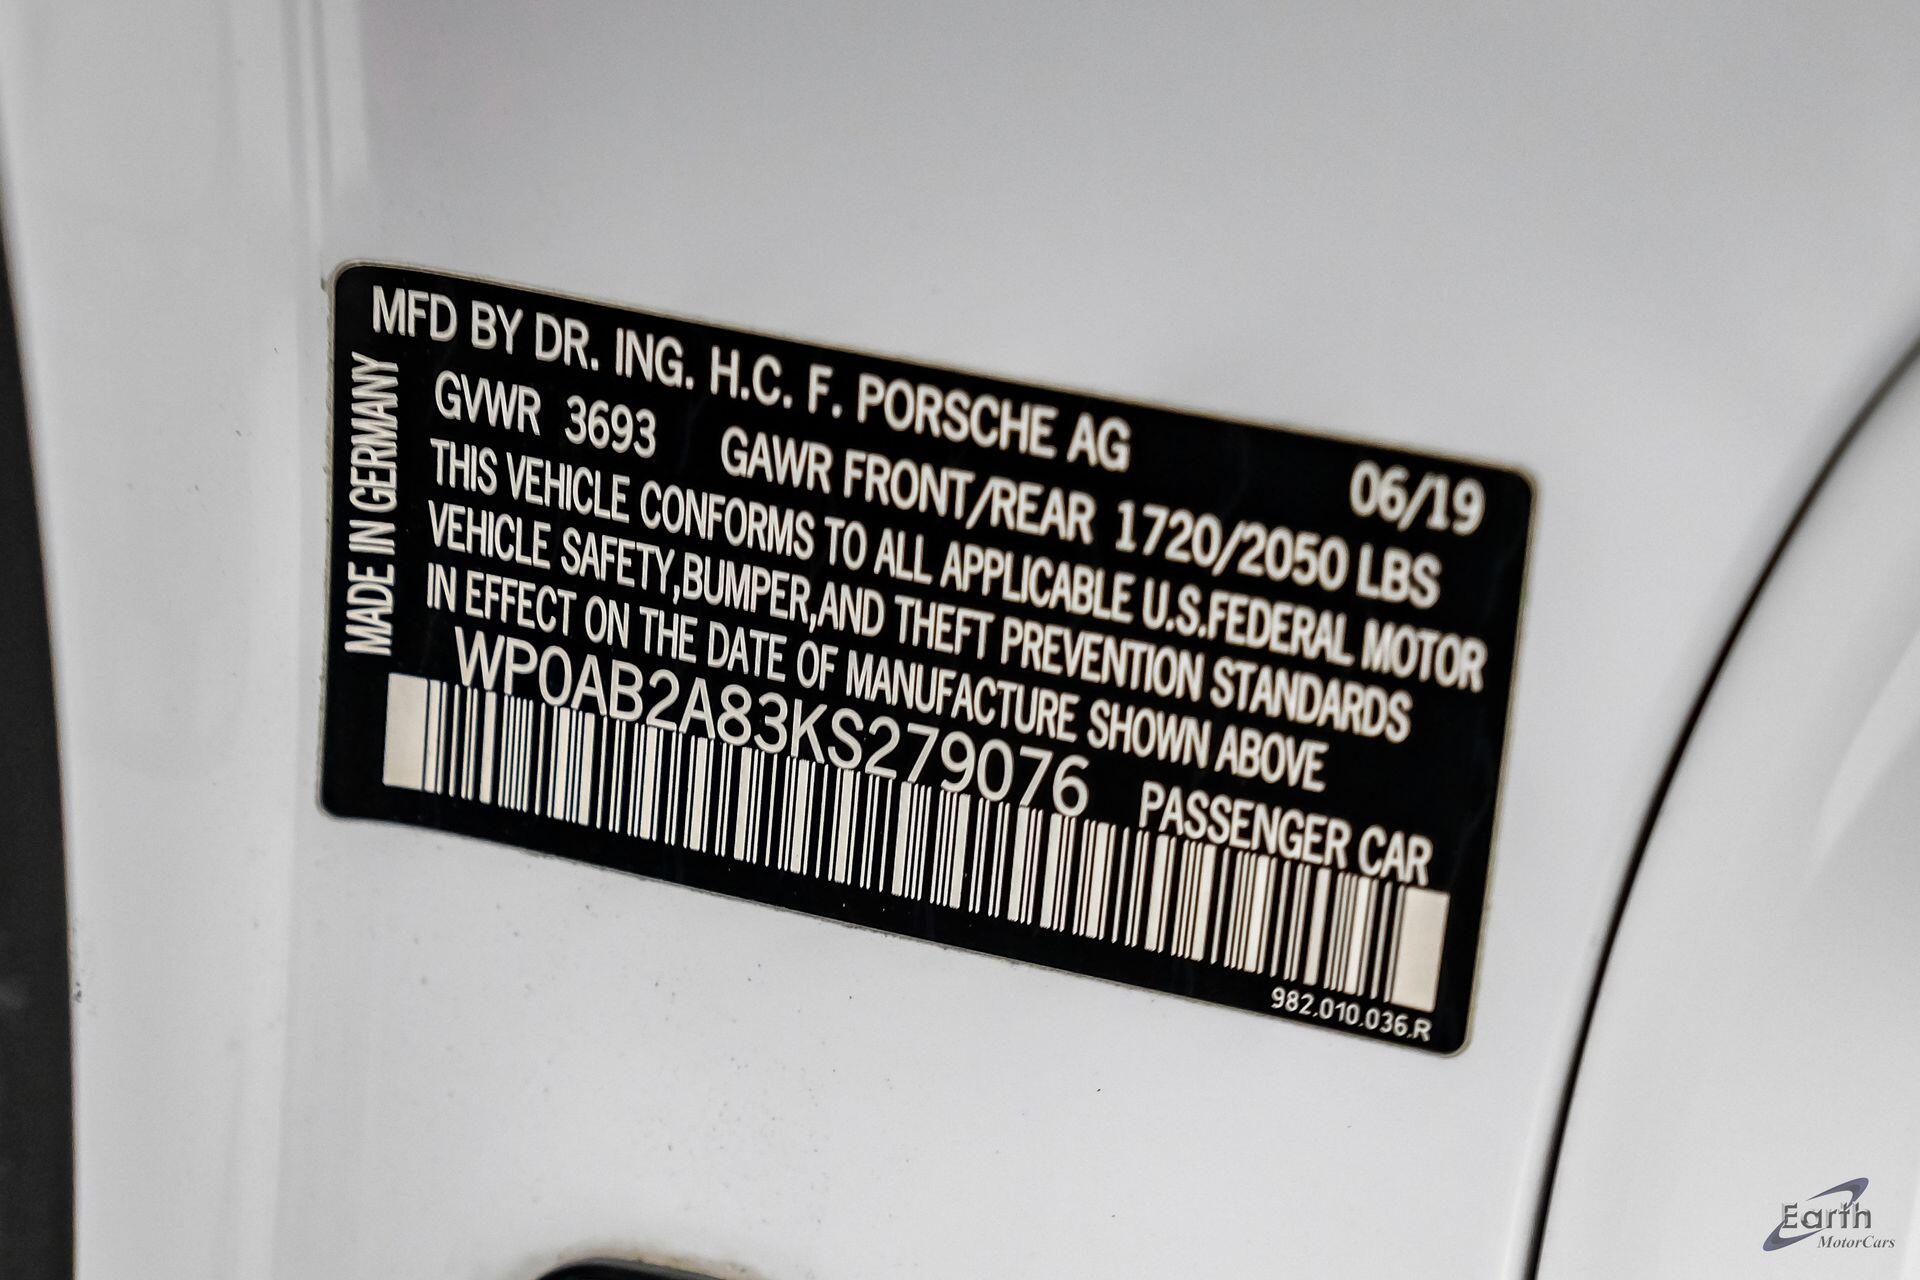 MFD BY DR. ING. H.C. F. PORSCHE AG 06/19
GVWR 3693 GAWR FRONT/REAR 1720/2050 LBS
THIS VEHICLE CONFORMS TO ALL APPLICABLE U.S.FEDERAL MOTOR
VEHICLE SAFETY,BUMPER,AND THEFT PREVENTION STANDARDS
IN EFFECT ON THE DATE OF MANUFACTURE SHOWN ABOVE
WP0AB2A83KS279076 PASSENGER CAR
982.010.036.R
MADE IN GERMANY
Earth
MotorCars